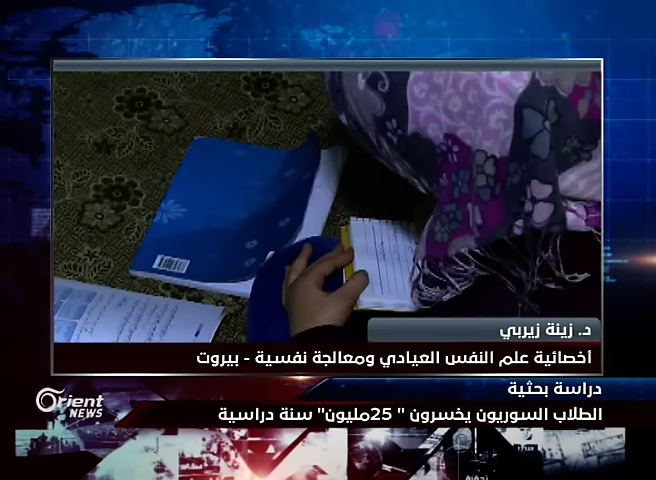 د. زينة زيربي
أخصائية علم النفس العيادي ومعالجة نفسية - بيروت
دراسة بحثية
الطلاب السوريون يخسرون " 25مليون" سنة دراسية
Orient
NEWS